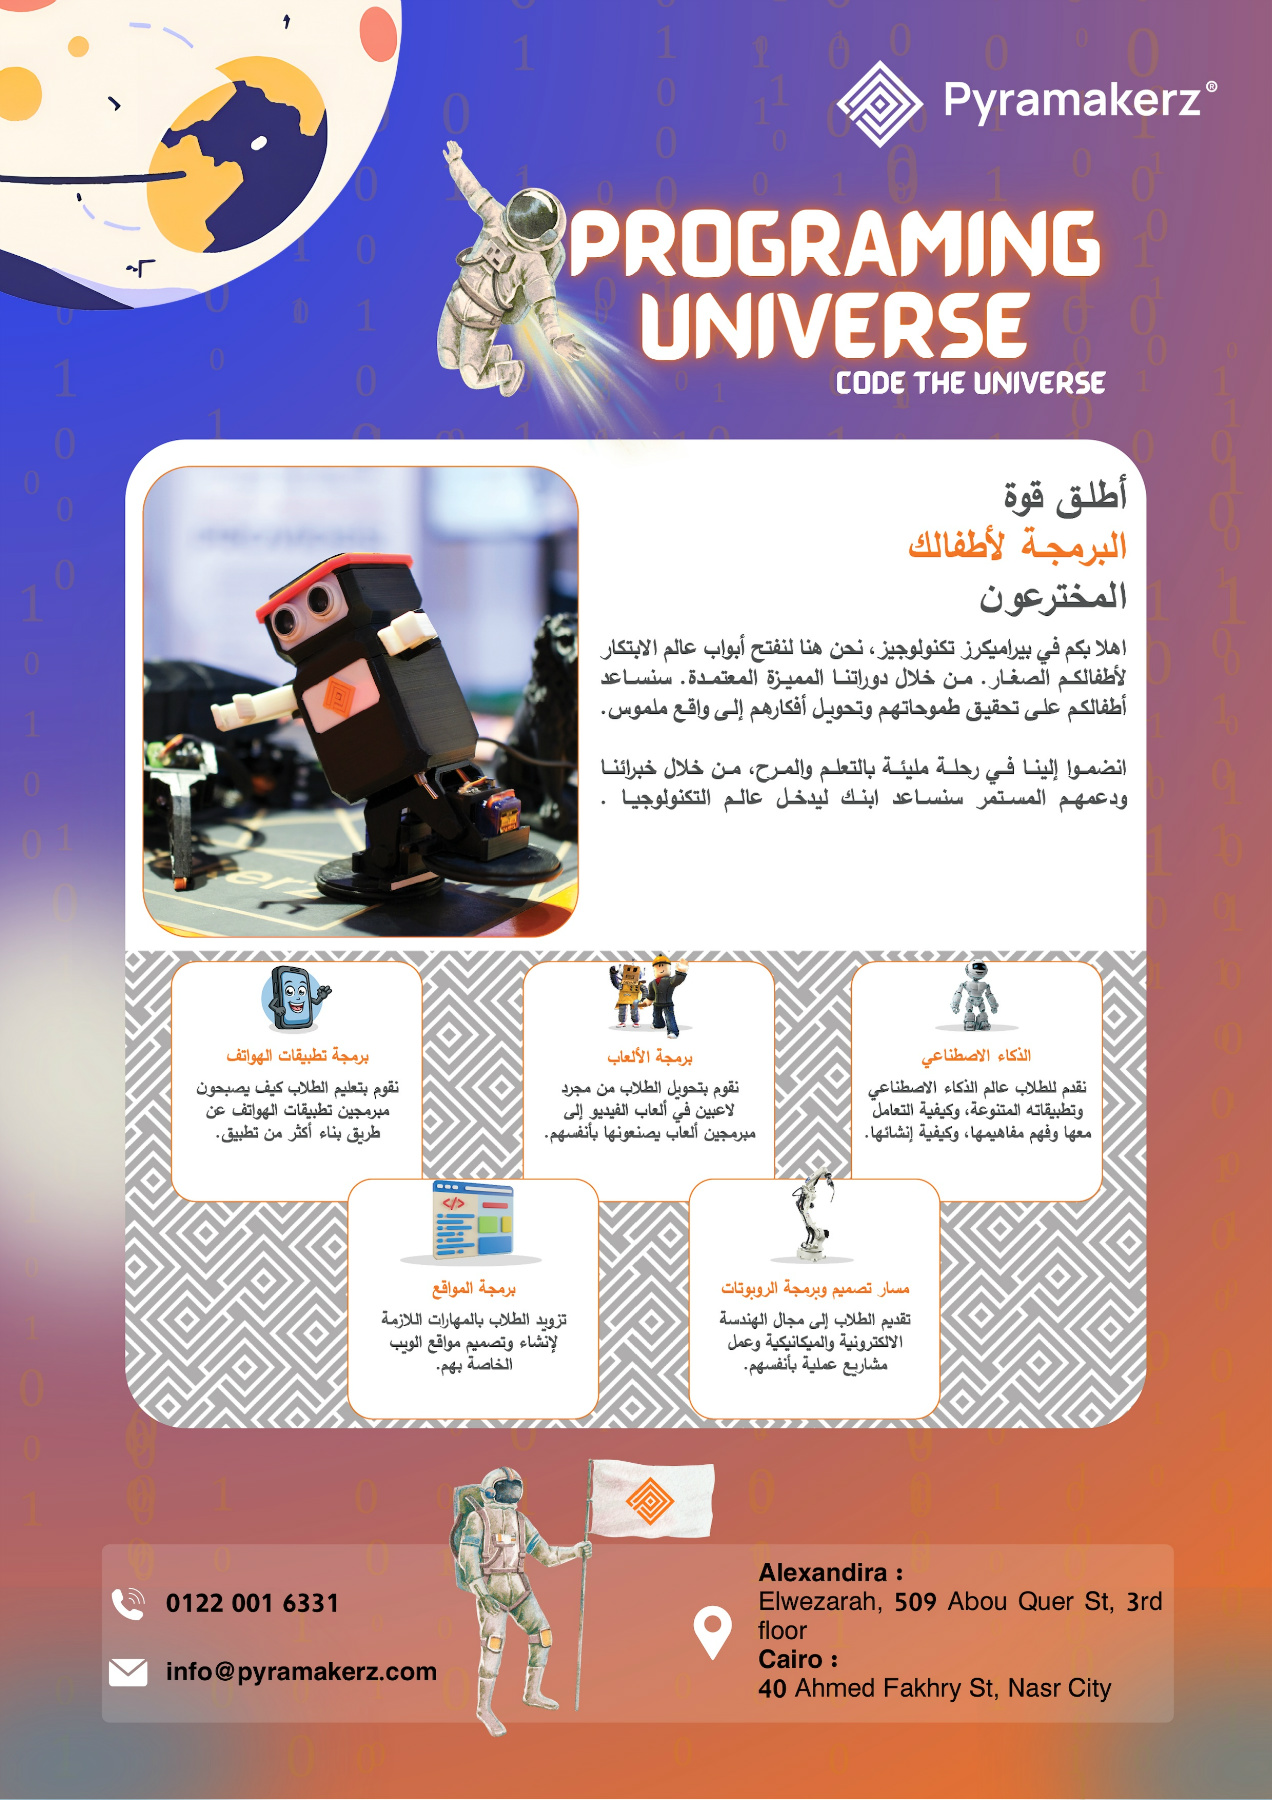 Pyramakerz®
PROGRAMING
UNIVERSE
CODE THE UNIVERSE
أطلق قوة
البرمجة لأطفالك
المخترعون
اهلا بكم في بيراميكرز تكنولوجيز، نحن هنا لنفتح أبواب عالم الابتكار
لأطفالكم الصغار. من خلال دوراتنا المميزة المعتمدة. سنساعد
أطفالكم على تحقيق طموحاتهم وتحويل أفكارهم إلى واقع ملموس.
انضموا إلينا في رحلة مليئة بالتعلم والمرح، من خلال خبرائنا
ودعمهم المستمر سنساعد ابنك ليدخل عالم التكنولوجيا .
الذكاء الاصطناعي
نقدم للطلاب عالم الذكاء الاصطناعي
وتطبيقاته المتنوعة، وكيفية التعامل
معها وفهم مفاهيمها، وكيفية إنشائها.
برمجة الألعاب
نقوم بتحويل الطلاب من مجرد
لاعبين في ألعاب الفيديو إلى
مبرمجين ألعاب يصنعونها بأنفسهم.
برمجة تطبيقات الهواتف
نقوم بتعليم الطلاب كيف يصبحون
مبرمجين تطبيقات الهواتف عن
طريق بناء أكثر من تطبيق.
مسار تصميم وبرمجة الروبوتات
تقديم الطلاب إلى مجال الهندسة
الالكترونية والميكانيكية وعمل
مشاريع عملية بأنفسهم.
</>
برمجة المواقع
تزويد الطلاب بالمهارات اللازمة
لإنشاء وتصميم مواقع الويب
الخاصة بهم.
0122 001 6331
info@pyramakerz.com
Alexandira :
Elwezarah, 509 Abou Quer St, 3rd
floor
Cairo :
40 Ahmed Fakhry St, Nasr City